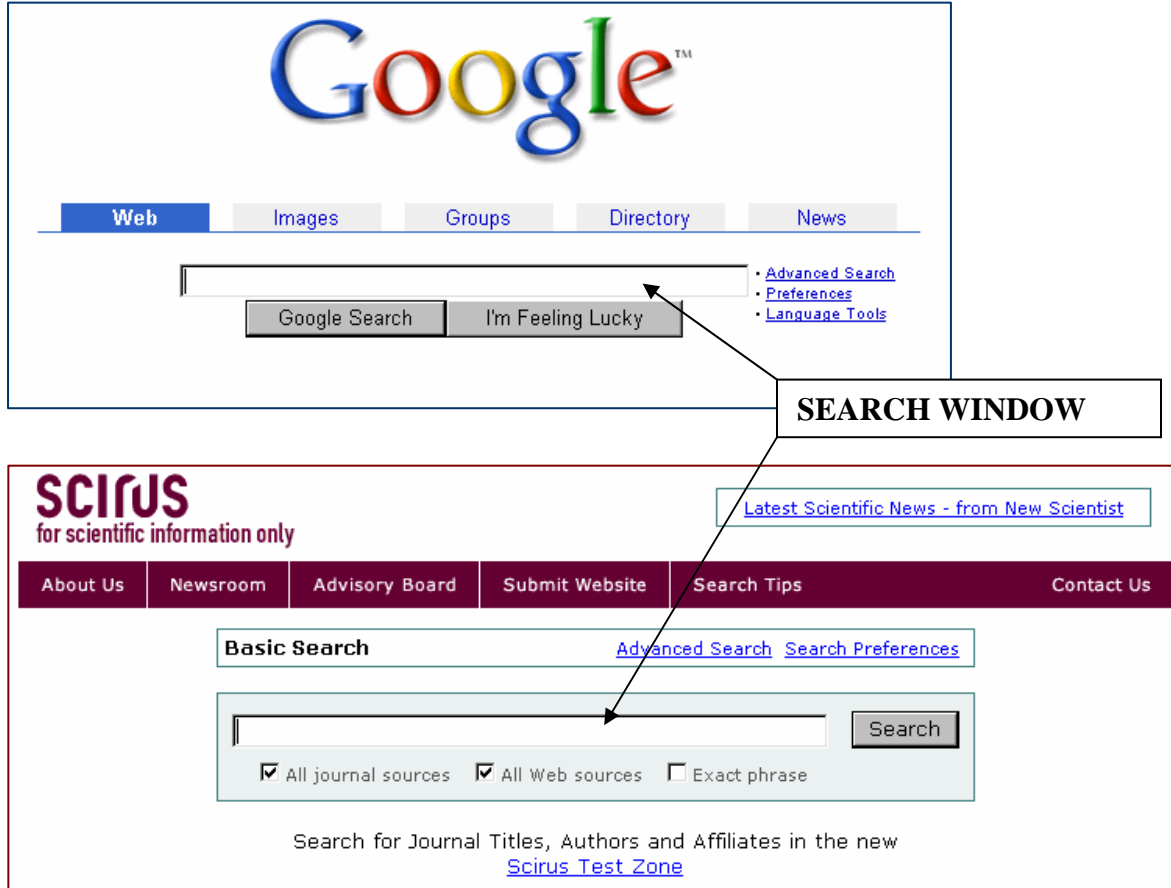 Google™
Web Images Groups Directory News
• Advanced Search
• Preferences
• Language Tools
Google Search I'm Feeling Lucky
SEARCH WINDOW
SCIRUS
for scientific information only
Latest Scientific News - from New Scientist
About Us Newsroom Advisory Board Submit Website Search Tips Contact Us
Basic Search Advanced Search Search Preferences
Search
All journal sources All Web sources Exact phrase
Search for Journal Titles, Authors and Affiliates in the new
Scirus Test Zone